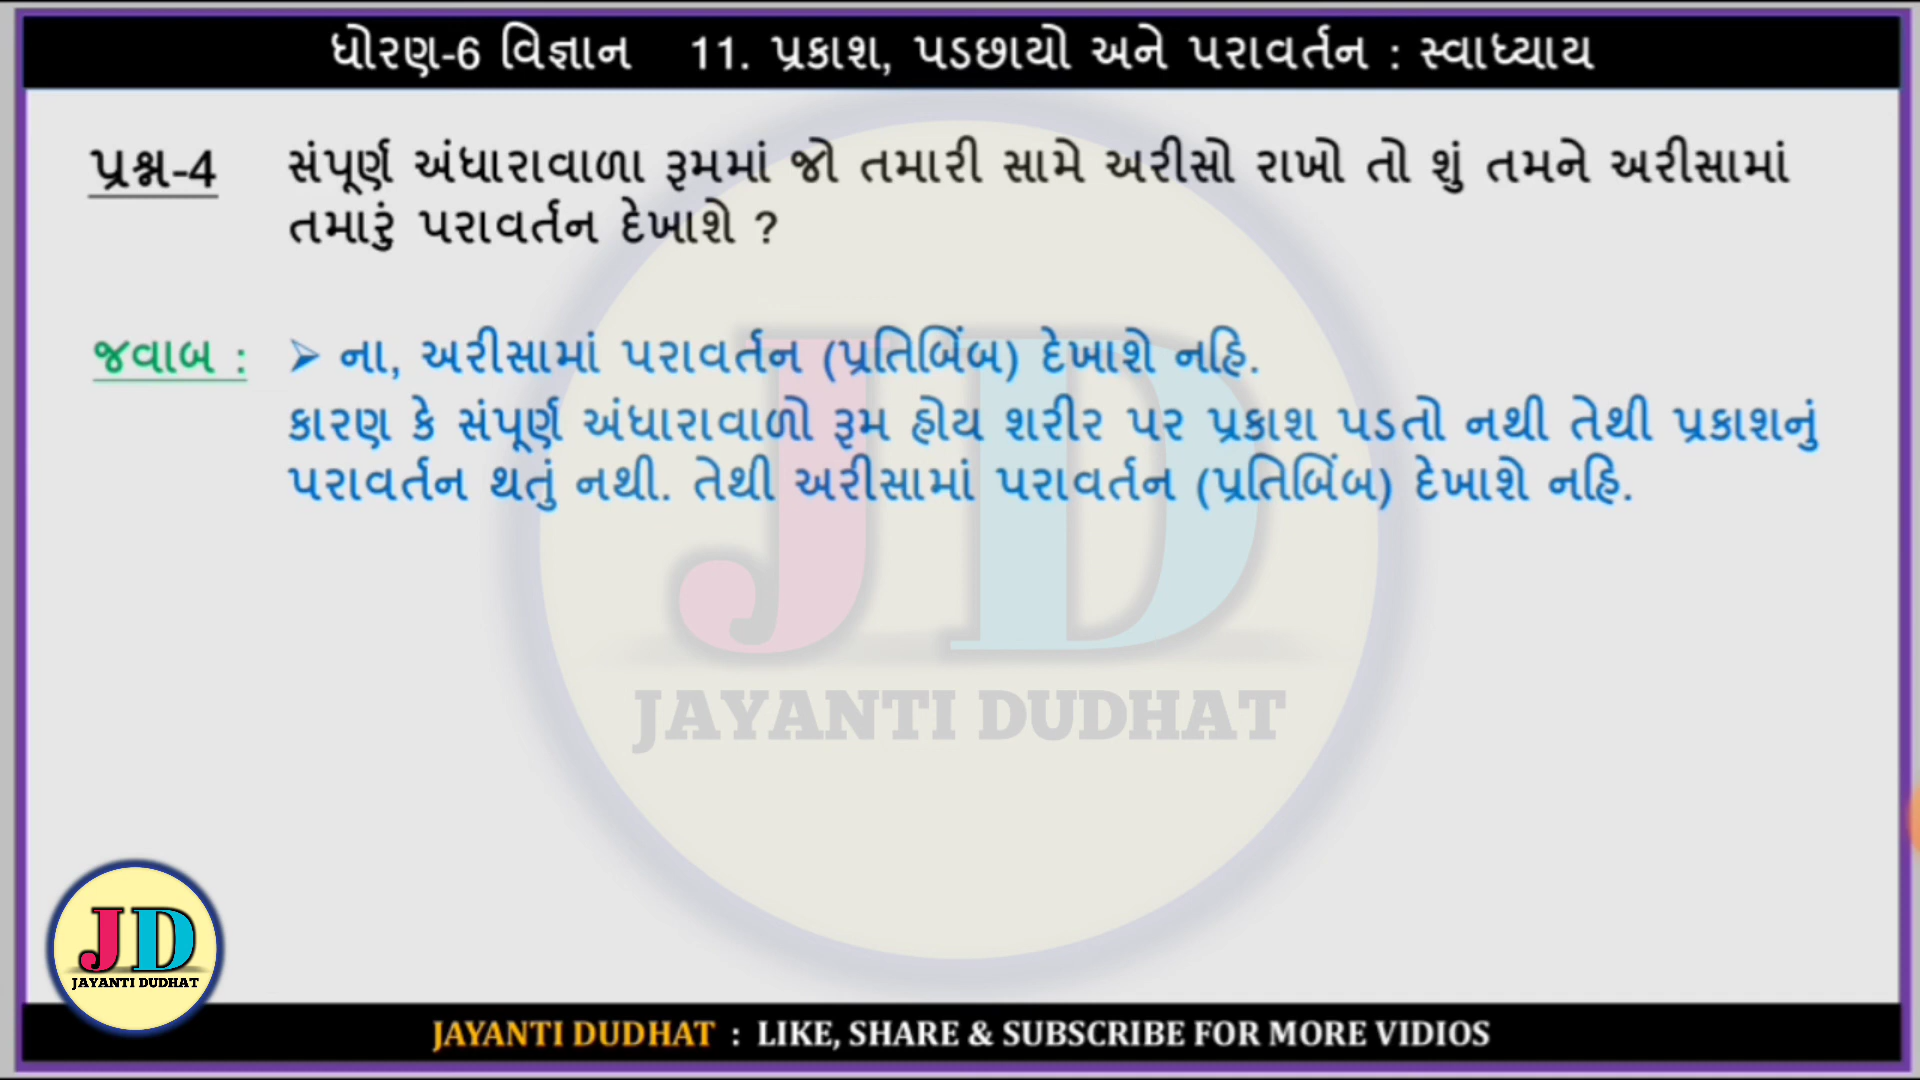 ધોરણ-6 વિજ્ઞાન 11. પ્રકાશ, પડછાયો અને પરાવર્તન : સ્વાધ્યાય
પ્રશ્ન-4 સંપૂર્ણ અંધારાવાળા રૂમમાં જો તમારી સામે અરીસો રાખો તો શું તમને અરીસામાં
તમારું પરાવર્તન દેખાશે ?
જવાબ : ➢ ના, અરીસામાં પરાવર્તન (પ્રતિબિંબ) દેખાશે નહિ.
કારણ કે સંપૂર્ણ અંધારાવાળો રૂમ હોય શરીર પર પ્રકાશ પડતો નથી તેથી પ્રકાશનું
પરાવર્તન થતું નથી. તેથી અરીસામાં પરાવર્તન (પ્રતિબિંબ) દેખાશે નહિ.
JD
JAYANTI DUDHAT
JD
JAYANTI DUDHAT
JAYANTI DUDHAT : LIKE, SHARE & SUBSCRIBE FOR MORE VIDIOS